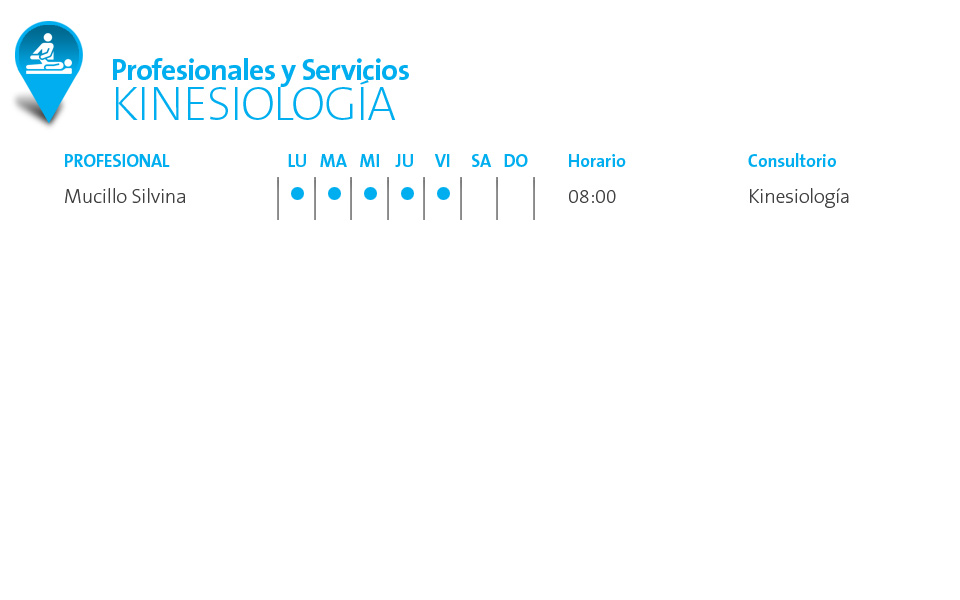 Profesionales y Servicios
KINESIOLOGÍA
PROFESIONAL LU MA MI JU VI SA DO Horario Consultorio
Mucillo Silvina 08:00 Kinesiología